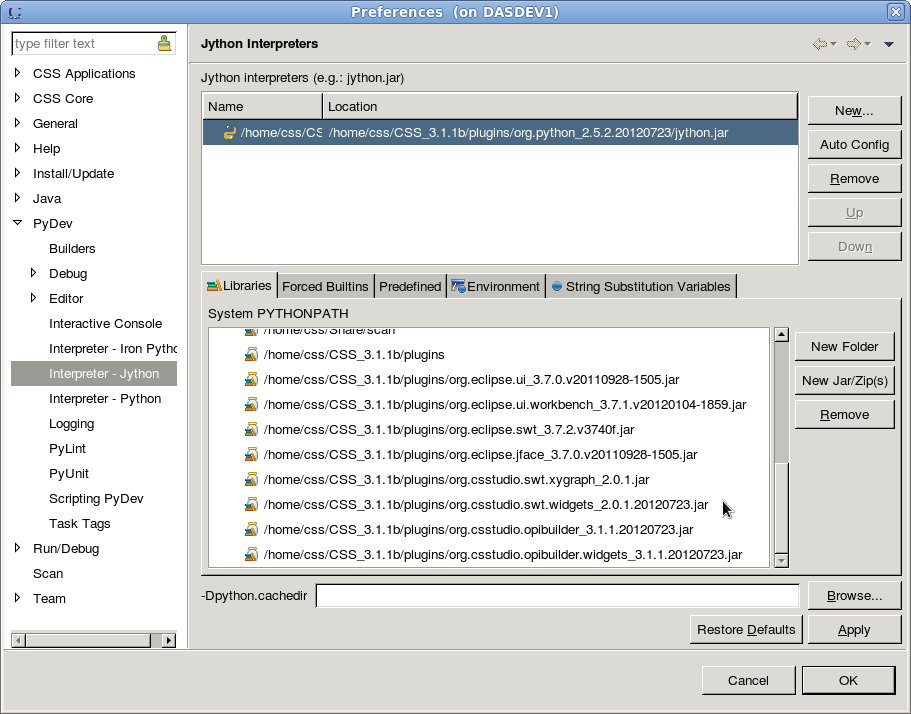 Preferences (on DASDEV1)
type filter text
CSS Applications
CSS Core
General
Help
Install/Update
Java
PyDev
Builders
Debug
Editor
Interactive Console
Interpreter - Iron Pytho
Interpreter - Jython
Interpreter - Python
Logging
PyLint
PyUnit
Scripting PyDev
Task Tags
Run/Debug
Scan
Team
Jython Interpreters
Jython interpreters (e.g.: jython.jar)
Name Location
/home/css/CS /home/css/CSS_3.1.1b/plugins/org.python_2.5.2.20120723/jython.jar
New...
Auto Config
Remove
Up
Down
Libraries Forced Builtins Predefined Environment String Substitution Variables
System PYTHONPATH
/home/css/Share/scan
/home/css/CSS_3.1.1b/plugins
/home/css/CSS_3.1.1b/plugins/org.eclipse.ui_3.7.0.v20110928-1505.jar
/home/css/CSS_3.1.1b/plugins/org.eclipse.ui.workbench_3.7.1.v20120104-1859.jar
/home/css/CSS_3.1.1b/plugins/org.eclipse.swt_3.7.2.v3740f.jar
/home/css/CSS_3.1.1b/plugins/org.eclipse.jface_3.7.0.v20110928-1505.jar
/home/css/CSS_3.1.1b/plugins/org.csstudio.swt.xygraph_2.0.1.jar
/home/css/CSS_3.1.1b/plugins/org.csstudio.swt.widgets_2.0.1.20120723.jar
/home/css/CSS_3.1.1b/plugins/org.csstudio.opibuilder_3.1.1.20120723.jar
/home/css/CSS_3.1.1b/plugins/org.csstudio.opibuilder.widgets_3.1.1.20120723.jar
New Folder
New Jar/Zip(s)
Remove
-Dpython.cachedir
Browse...
Restore Defaults
Apply
Cancel
OK